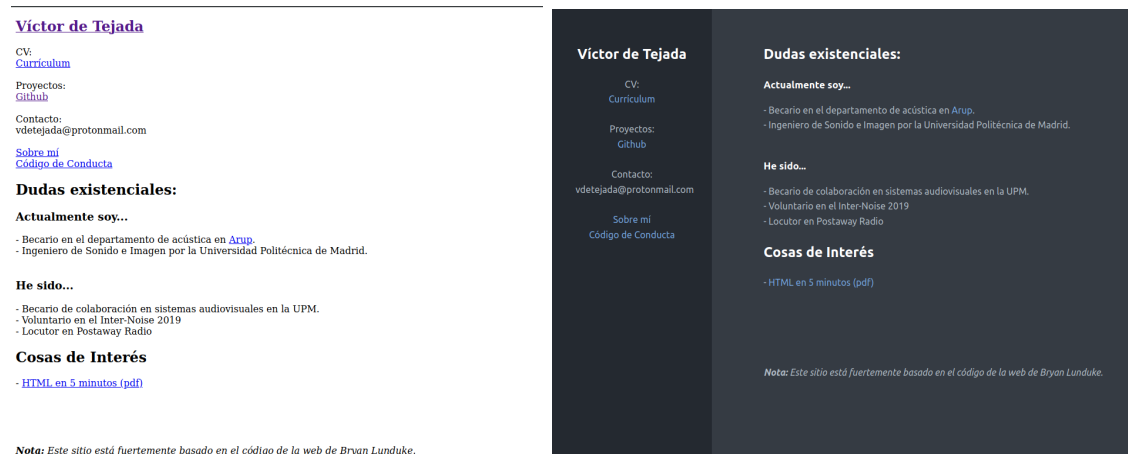 Víctor de Tejada
CV:
Currículum
Proyectos:
Github
Contacto:
vdetejada@protonmail.com
Sobre mí
Código de Conducta
Dudas existenciales:
Actualmente soy...
- Becario en el departamento de acústica en Arup.
- Ingeniero de Sonido e Imagen por la Universidad Politécnica de Madrid.
He sido...
- Becario de colaboración en sistemas audiovisuales en la UPM.
- Voluntario en el Inter-Noise 2019
- Locutor en Postaway Radio
Cosas de Interés
- HTML en 5 minutos (pdf)
Nota: Este sitio está fuertemente basado en el código de la web de Bryan Lunduke.
Víctor de Tejada
CV:
Currículum
Proyectos:
Github
Contacto:
vdetejada@protonmail.com
Sobre mí
Código de Conducta
Dudas existenciales:
Actualmente soy...
- Becario en el departamento de acústica en Arup.
- Ingeniero de Sonido e Imagen por la Universidad Politécnica de Madrid.
He sido...
- Becario de colaboración en sistemas audiovisuales en la UPM.
- Voluntario en el Inter-Noise 2019
- Locutor en Postaway Radio
Cosas de Interés
- HTML en 5 minutos (pdf)
Nota: Este sitio está fuertemente basado en el código de la web de Bryan Lunduke.